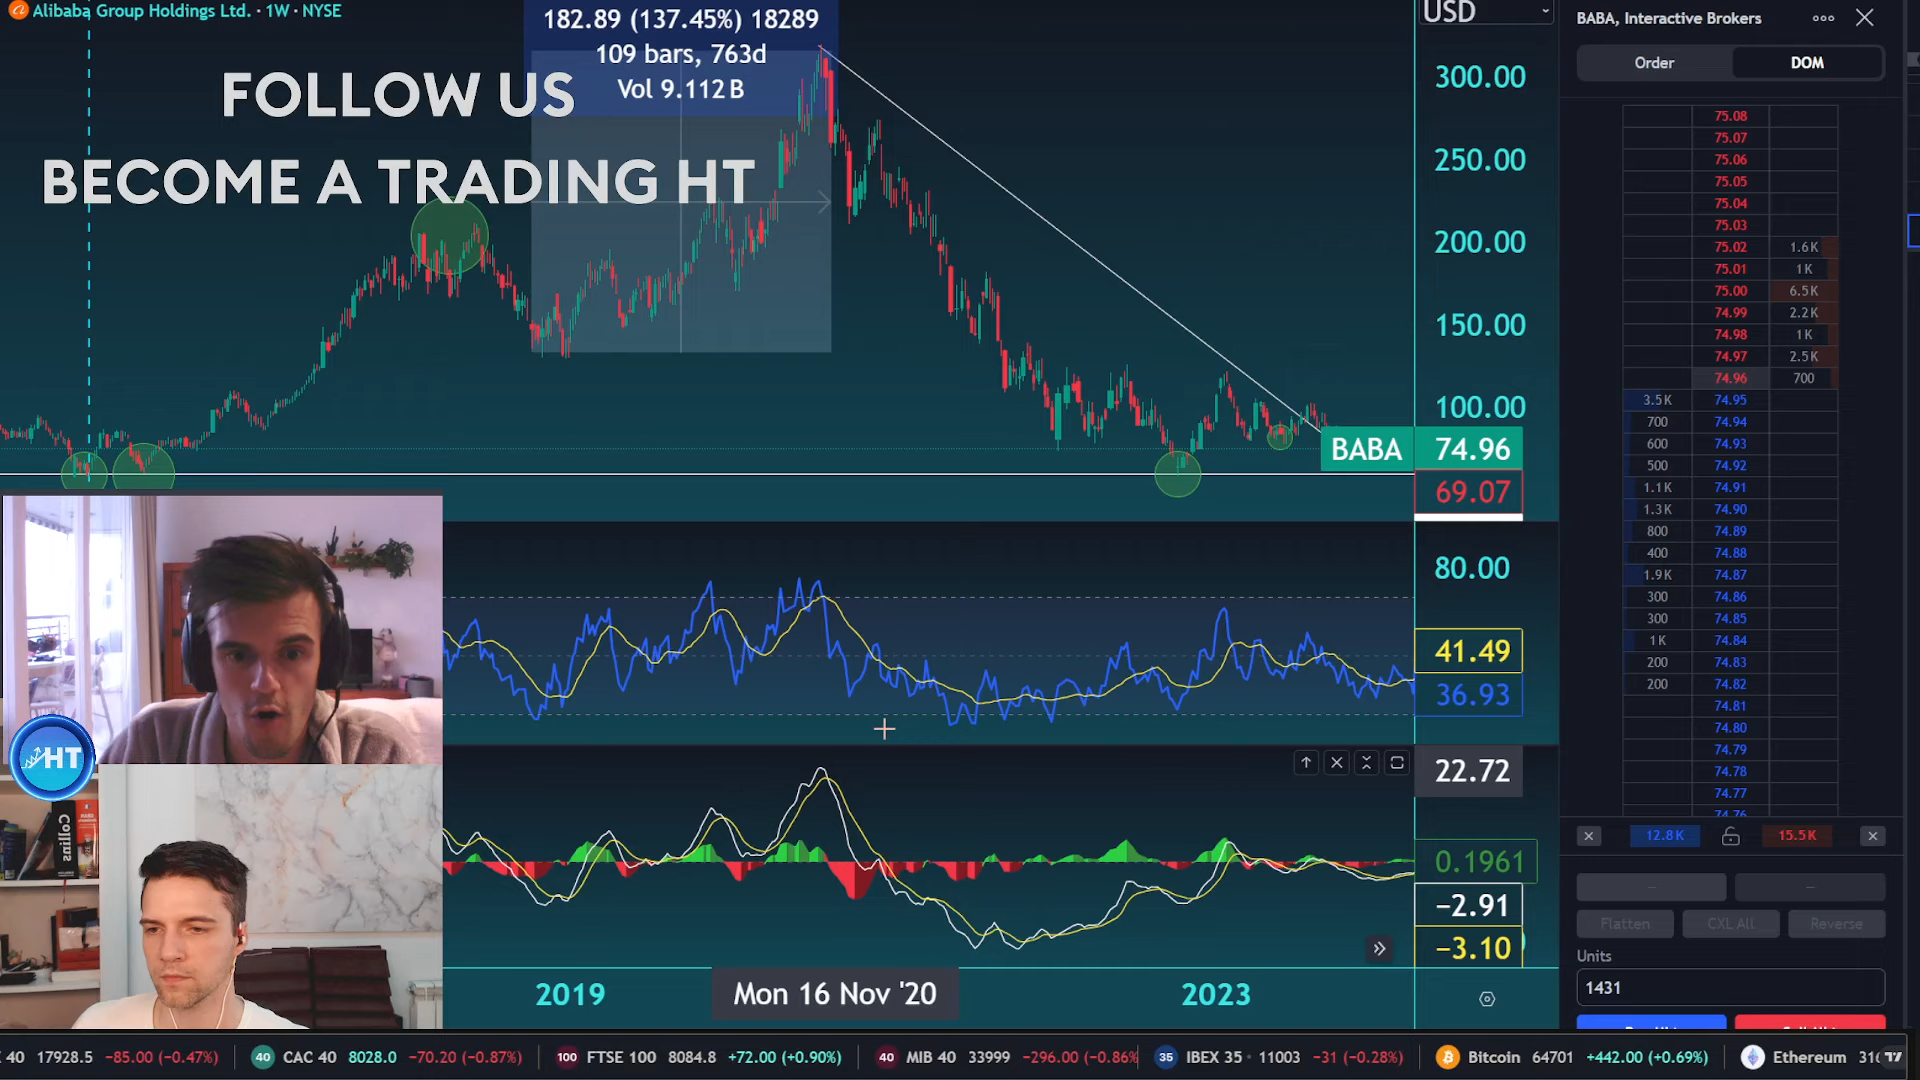 Alibaba Group Holdings Ltd. · 1W · NYSE
182.89 (137.45%) 18289
109 bars, 763d
Vol 9.112 B
FOLLOW US
BECOME A TRADING HT
USD
300.00
250.00
200.00
150.00
100.00
BABA 74.96
69.07
80.00
41.49
36.93
22.72
0.1961
−2.91
−3.10
2019
Mon 16 Nov '20
2023
HT
Collins
BABA, Interactive Brokers
Order DOM
75.08
75.07
75.06
75.05
75.04
75.03
75.02 1.6K
75.01 1K
75.00 6.5K
74.99 2.2K
74.98 1K
74.97 2.5K
74.96 700
3.5K 74.95
700 74.94
600 74.93
500 74.92
1.1K 74.91
1.3K 74.90
800 74.89
400 74.88
1.9K 74.87
300 74.86
300 74.85
1K 74.84
200 74.83
200 74.82
74.81
74.80
74.79
74.78
74.77
74.76
12.8K 15.5K
Flatten CXL All Reverse
Units
1431
40 17928.5 −85.00 (−0.47%) 40 CAC 40 8028.0 −70.20 (−0.87%) 100 FTSE 100 8084.8 +72.00 (+0.90%) 40 MIB 40 33999 −296.00 (−0.86% 35 IBEX 35 · 11003 −31 (−0.28%) Bitcoin 64701 +442.00 (+0.69%) Ethereum